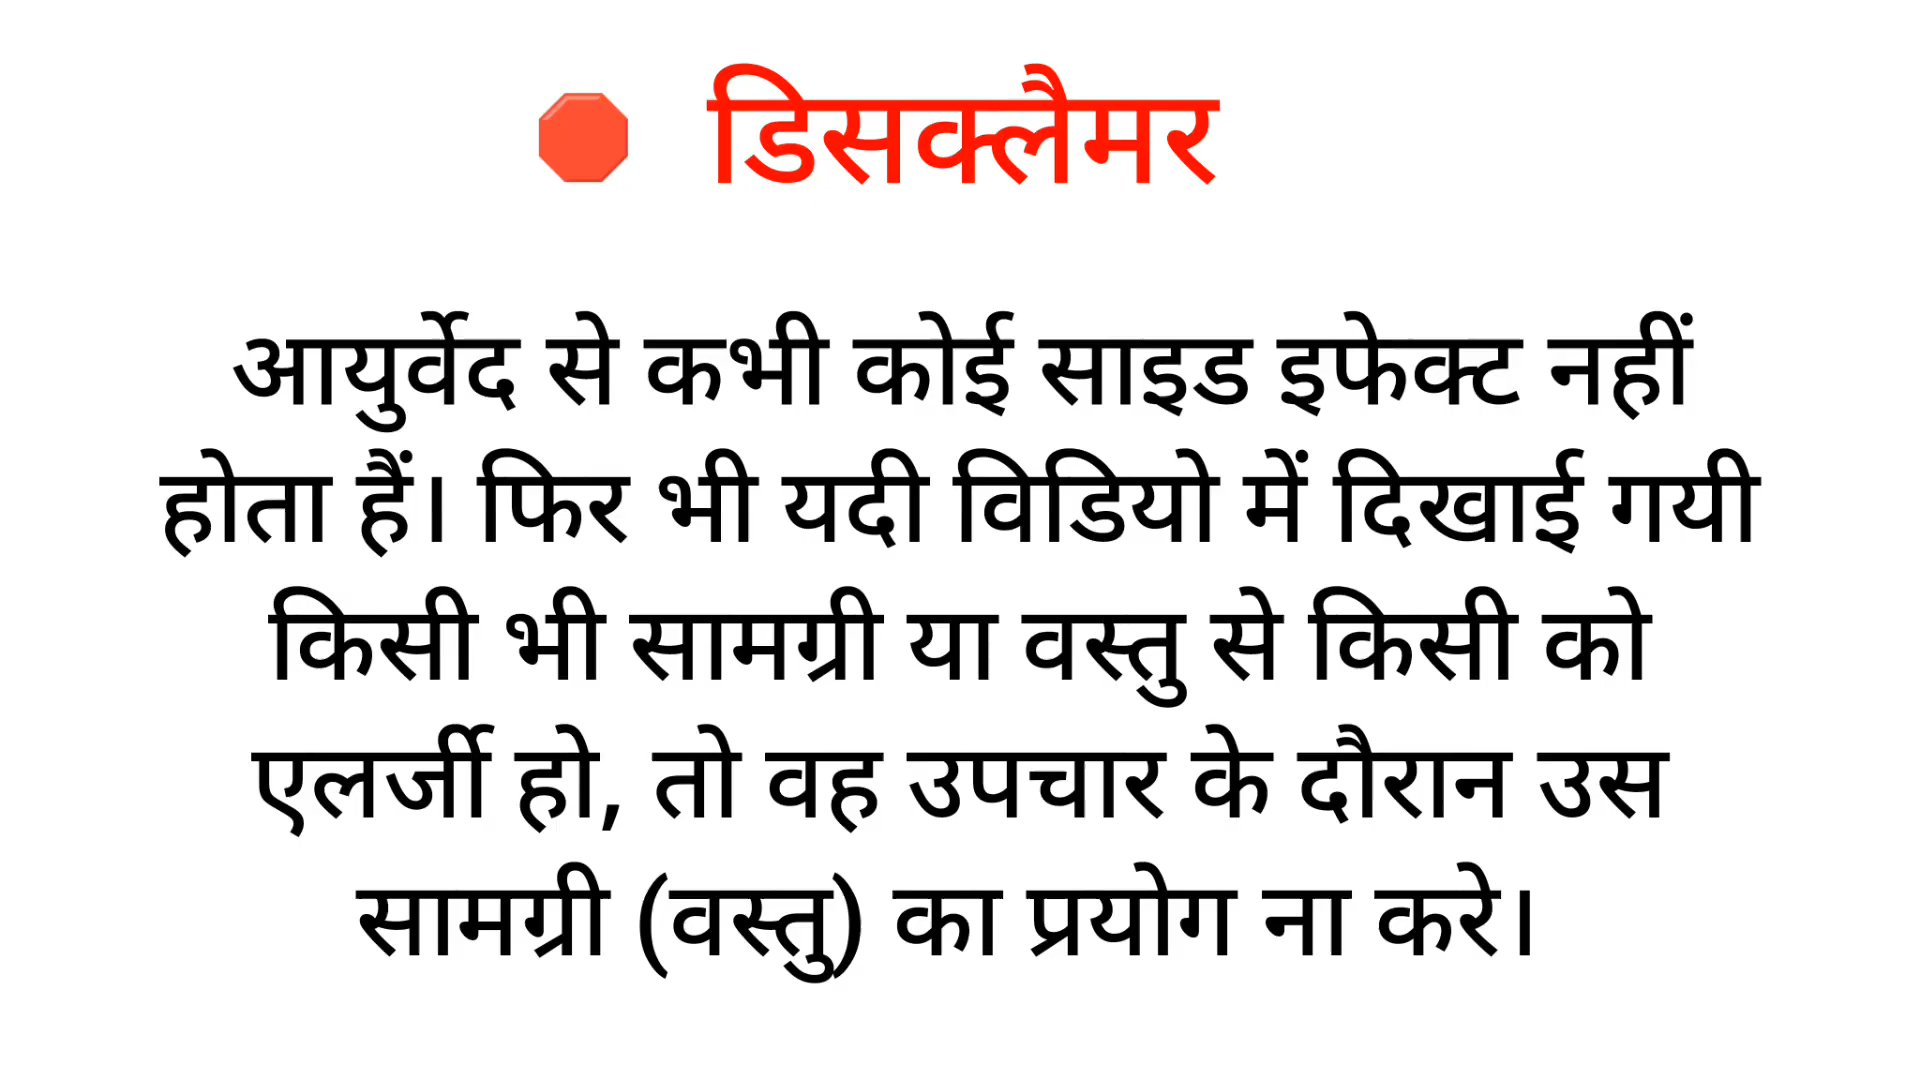 🛑 डिसक्लैमर
आयुर्वेद से कभी कोई साइड इफेक्ट नहीं
होता हैं। फिर भी यदी विडियो में दिखाई गयी
किसी भी सामग्री या वस्तु से किसी को
एलर्जी हो, तो वह उपचार के दौरान उस
सामग्री (वस्तु) का प्रयोग ना करे।